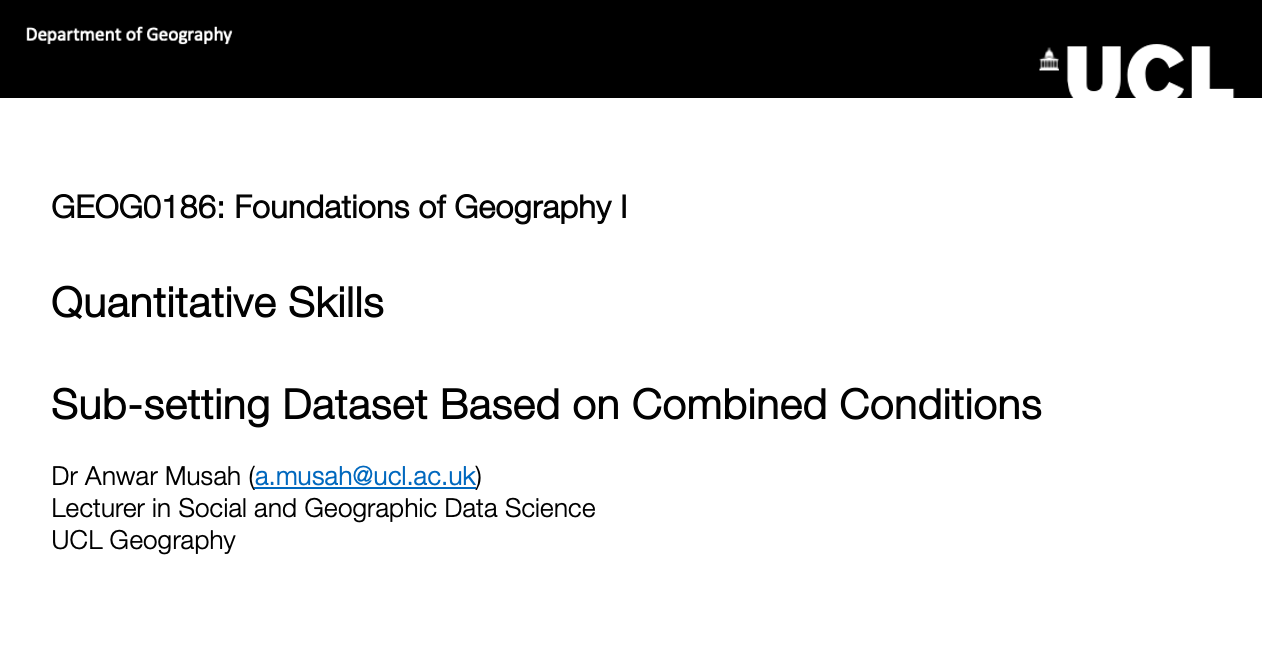 Department of Geography
UCL
GEOG0186: Foundations of Geography I
Quantitative Skills
Sub-setting Dataset Based on Combined Conditions
Dr Anwar Musah (a.musah@ucl.ac.uk)
Lecturer in Social and Geographic Data Science
UCL Geography